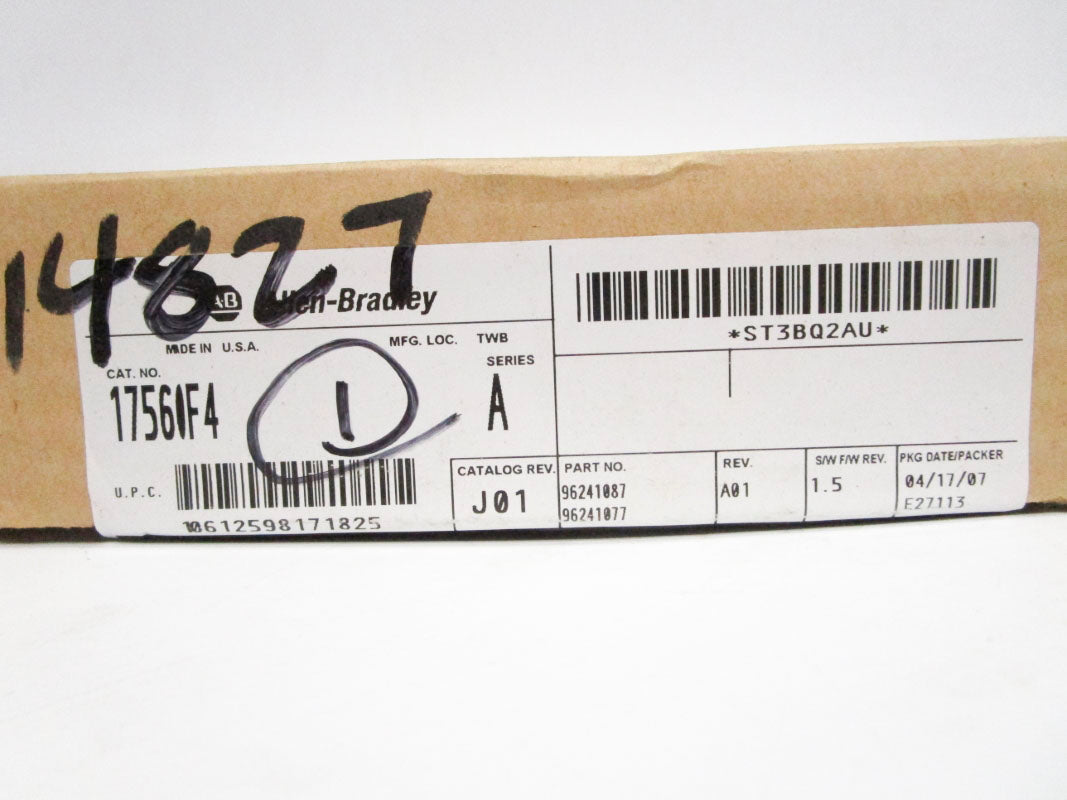 14827
A-B Allen-Bradley
*ST3BQ2AU*
MADE IN U.S.A. MFG. LOC. TWB
CAT. NO. SERIES
1756IF4 A
1
U.P.C.
10612598171825
CATALOG REV.
J01
PART NO.
96241087
96241077
REV.
A01
S/W F/W REV.
1.5
PKG DATE/PACKER
04/17/07
E27113